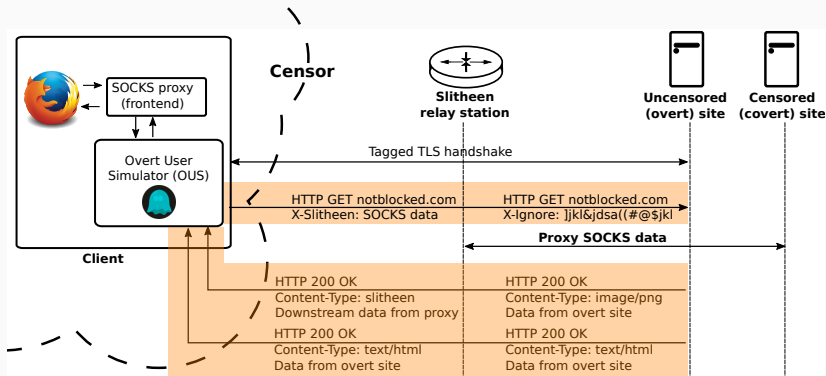 Censor
SOCKS proxy
(frontend)
Overt User
Simulator (OUS)
Client
Slitheen
relay station
Uncensored
(overt) site
Censored
(covert) site
Tagged TLS handshake
HTTP GET notblocked.com
X-Slitheen: SOCKS data
HTTP GET notblocked.com
X-Ignore: ]jkl&jdsa((#@$jkl
Proxy SOCKS data
HTTP 200 OK
Content-Type: slitheen
Downstream data from proxy
HTTP 200 OK
Content-Type: image/png
Data from overt site
HTTP 200 OK
Content-Type: text/html
Data from overt site
HTTP 200 OK
Content-Type: text/html
Data from overt site